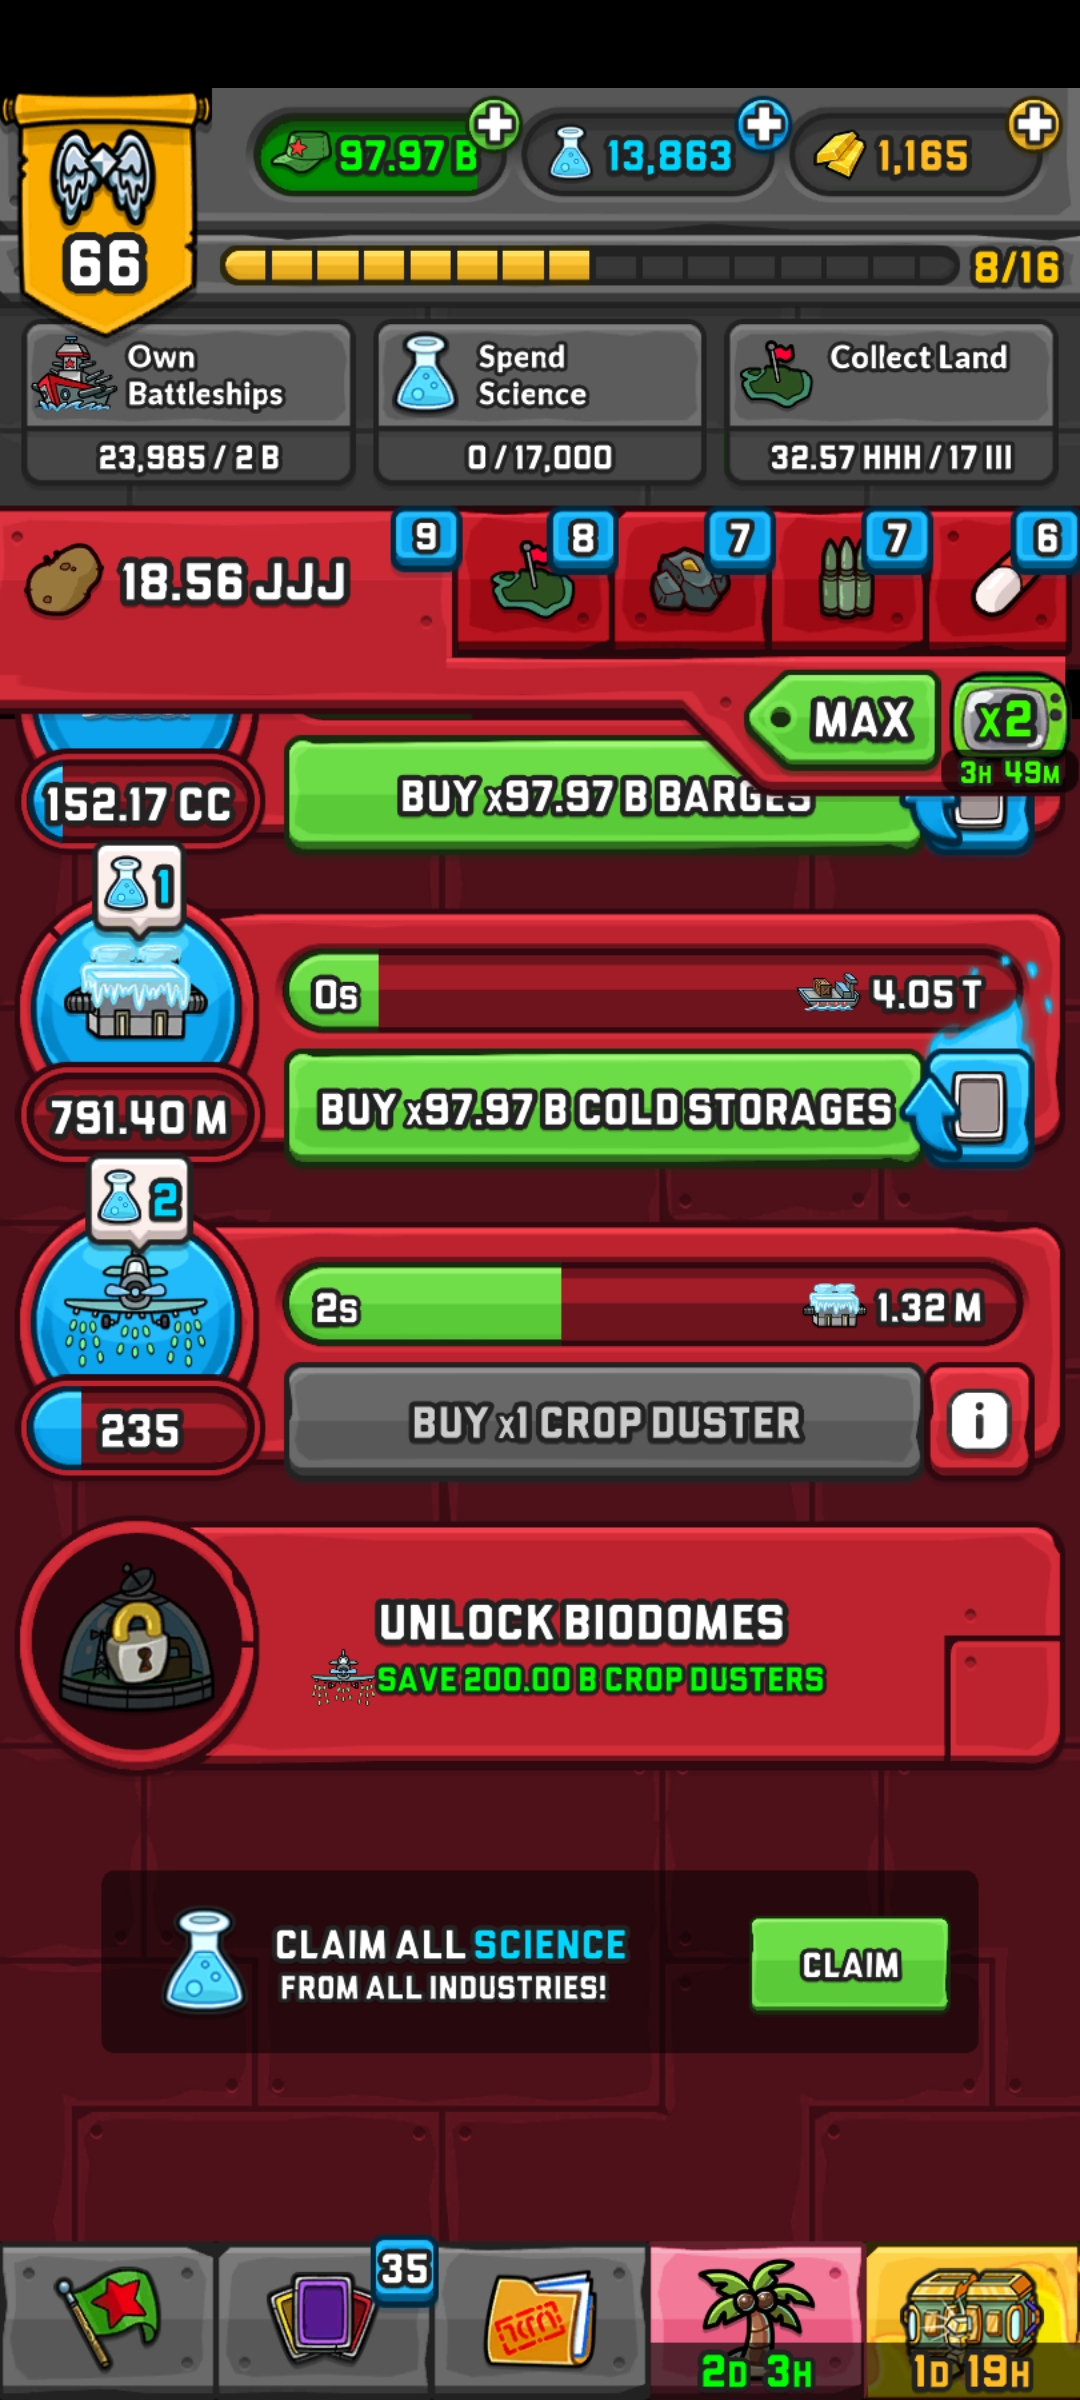 97.97 B
13,863
1,165
66
8/16
Own
Battleships
23,985 / 2 B
Spend
Science
0 / 17,000
Collect Land
32.57 HHH / 17 III
18.56 JJJ
9
8
7
7
6
MAX
x2
3H 49M
152.17 CC
BUY x97.97 B BARGES
1
0s
4.05 T
791.40 M
BUY x97.97 B COLD STORAGES
2
2s
1.32 M
235
BUY x1 CROP DUSTER
i
UNLOCK BIODOMES
SAVE 200.00 B CROP DUSTERS
CLAIM ALL SCIENCE
FROM ALL INDUSTRIES!
CLAIM
35
2D 3H
1D 19H